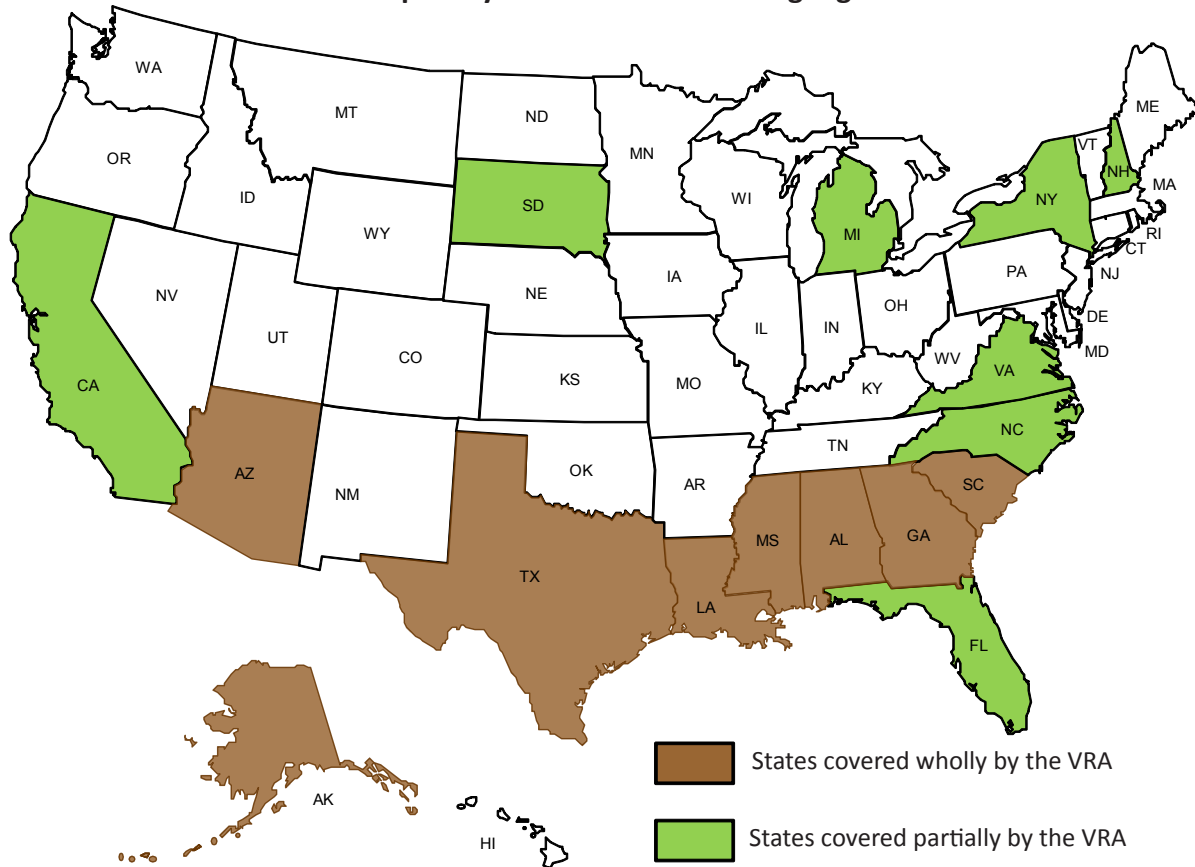 WA
MT
ND
MN
ME
OR
ID
WY
SD
WI
MI
VT
NH
NY
MA
RI
CT
NV
UT
CO
NE
IA
IL
IN
OH
PA
NJ
DE
MD
CA
KS
MO
KY
WV
VA
AZ
NM
OK
AR
TN
NC
SC
TX
LA
MS
AL
GA
FL
AK
HI
States covered wholly by the VRA
States covered partially by the VRA